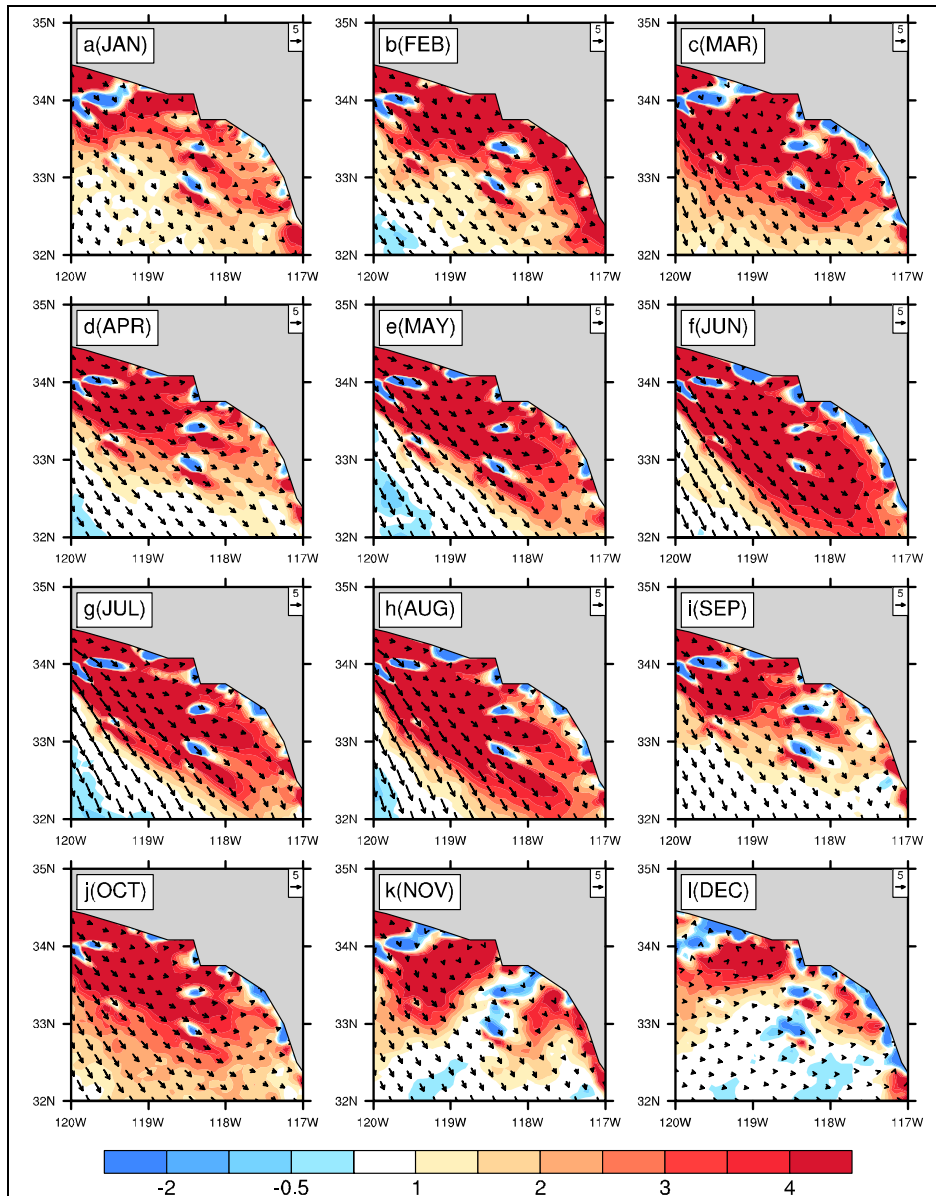 35N
5
a(JAN)
34N
33N
32N
120W 119W 118W 117W
35N
5
b(FEB)
34N
33N
32N
120W 119W 118W 117W
35N
5
c(MAR)
34N
33N
32N
120W 119W 118W 117W
35N
5
d(APR)
34N
33N
32N
120W 119W 118W 117W
35N
5
e(MAY)
34N
33N
32N
120W 119W 118W 117W
35N
5
f(JUN)
34N
33N
32N
120W 119W 118W 117W
35N
5
g(JUL)
34N
33N
32N
120W 119W 118W 117W
35N
5
h(AUG)
34N
33N
32N
120W 119W 118W 117W
35N
5
i(SEP)
34N
33N
32N
120W 119W 118W 117W
35N
5
j(OCT)
34N
33N
32N
120W 119W 118W 117W
35N
5
k(NOV)
34N
33N
32N
120W 119W 118W 117W
35N
5
l(DEC)
34N
33N
32N
120W 119W 118W 117W
-2 -0.5 1 2 3 4